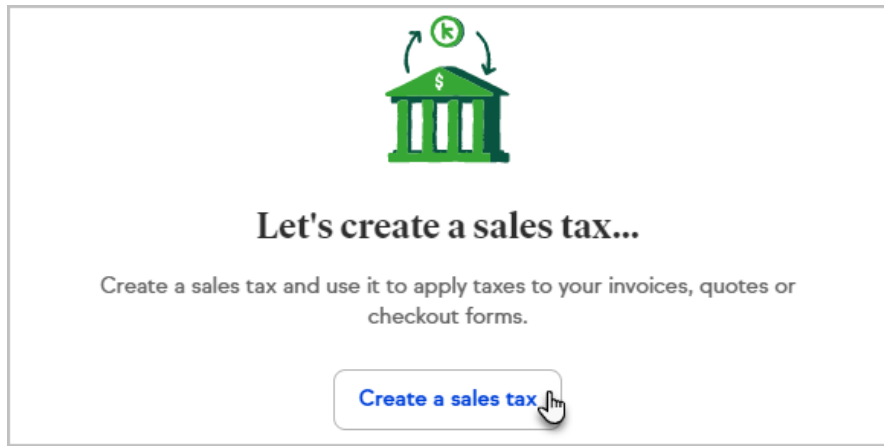 $
Let's create a sales tax...
Create a sales tax and use it to apply taxes to your invoices, quotes or
checkout forms.
Create a sales tax